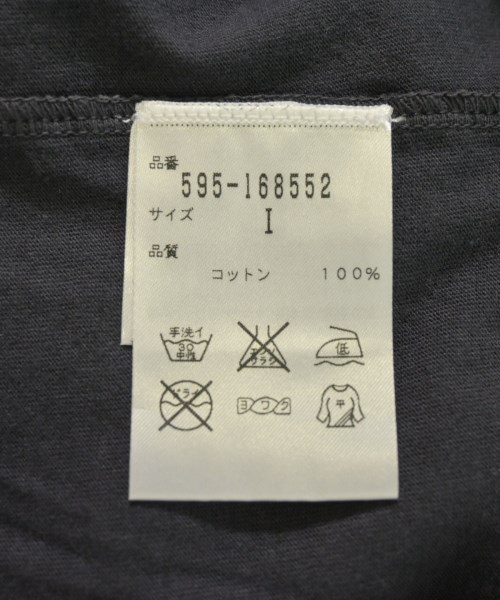 品番
595-168552
サイズ
I
品質
コットン 100%
手洗イ
30
中性
エンソ
サラシ
低
ドライ
ヨワク
平